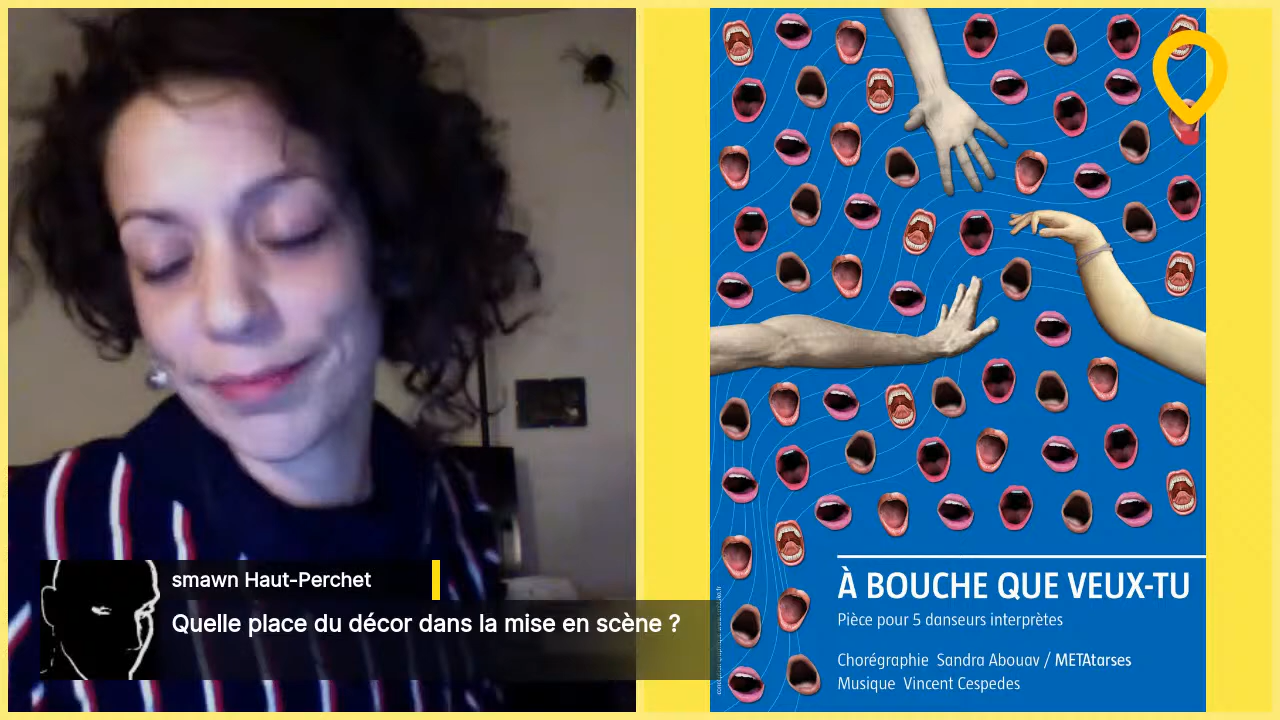 smawn Haut-Perchet
Quelle place du décor dans la mise en scène ?
À BOUCHE QUE VEUX-TU
Pièce pour 5 danseurs interprètes
Chorégraphie Sandra Abouav / METAtarses
Musique Vincent Cespedes